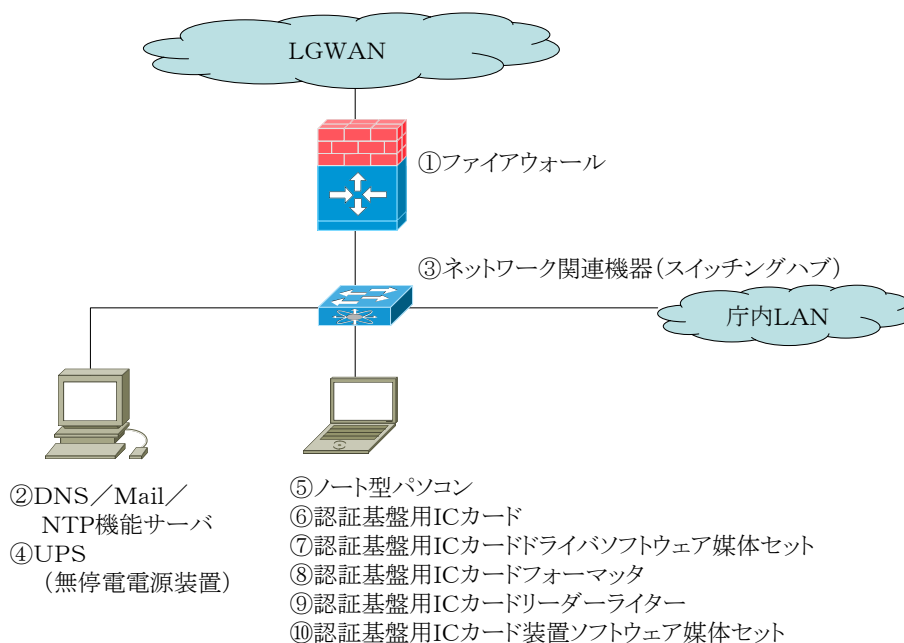 LGWAN
①ファイアウォール
③ネットワーク関連機器(スイッチングハブ)
庁内LAN
②DNS/Mail/
NTP機能サーバ
④UPS
(無停電電源装置)
⑤ノート型パソコン
⑥認証基盤用ICカード
⑦認証基盤用ICカードドライバソフトウェア媒体セット
⑧認証基盤用ICカードフォーマッタ
⑨認証基盤用ICカードリーダーライター
⑩認証基盤用ICカード装置ソフトウェア媒体セット